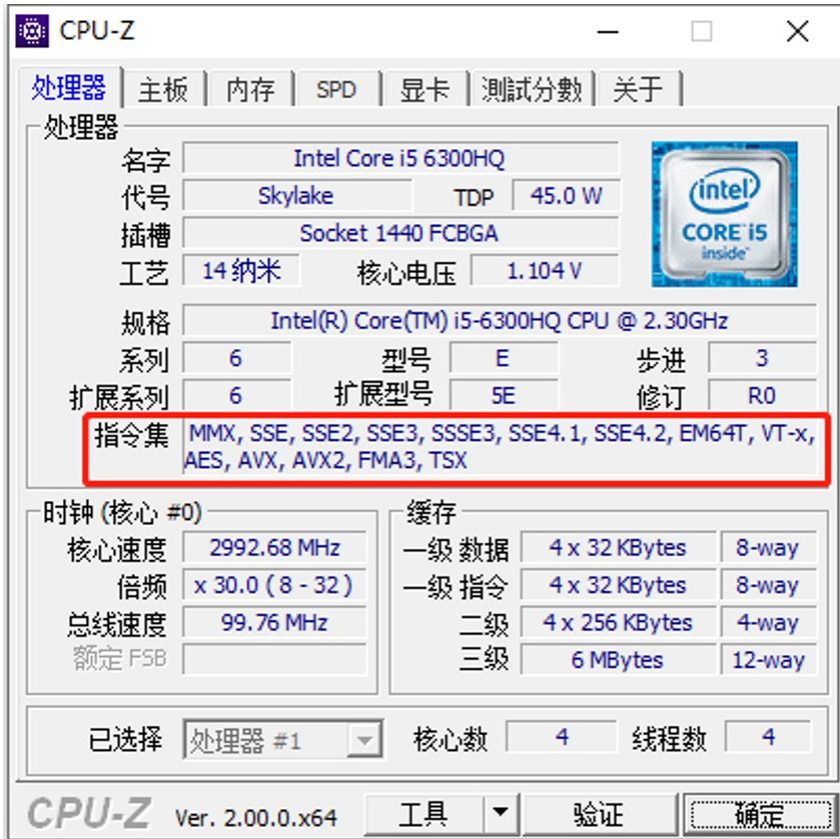 CPU-Z
处理器 主板 内存 SPD 显卡 測試分數 关于
处理器
名字 Intel Core i5 6300HQ
代号 Skylake TDP 45.0 W
插槽 Socket 1440 FCBGA
工艺 14 纳米 核心电压 1.104 V
intel
CORE i5
inside
规格 Intel(R) Core(TM) i5-6300HQ CPU @ 2.30GHz
系列 6 型号 E 步进 3
扩展系列 6 扩展型号 5E 修订 R0
指令集 MMX, SSE, SSE2, SSE3, SSSE3, SSE4.1, SSE4.2, EM64T, VT-x,
AES, AVX, AVX2, FMA3, TSX
时钟 (核心 #0) 缓存
核心速度 2992.68 MHz 一级 数据 4 x 32 KBytes 8-way
倍频 x 30.0 ( 8 - 32 ) 一级 指令 4 x 32 KBytes 8-way
总线速度 99.76 MHz 二级 4 x 256 KBytes 4-way
额定 FSB 三级 6 MBytes 12-way
已选择 处理器 #1 核心数 4 线程数 4
CPU-Z Ver. 2.00.0.x64 工具 验证 确定